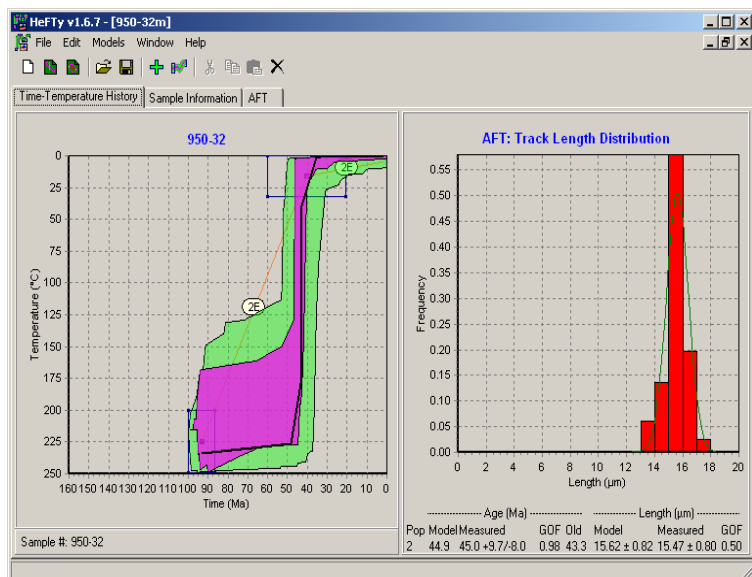 HeFTy v1.6.7 - [950-32m]
File Edit Models Window Help
Time-Temperature History Sample Information AFT
950-32
0
25
50
75
100
125
150
175
200
225
250
Temperature (°C)
2E
2E
160 150 140 130 120 110 100 90 80 70 60 50 40 30 20 10 0
Time (Ma)
Sample #: 950-32
AFT: Track Length Distribution
0.55
0.50
0.45
0.40
0.35
0.30
0.25
0.20
0.15
0.10
0.05
0.00
Frequency
0 2 4 6 8 10 12 14 16 18 20
Length (µm)
---------- Age (Ma) ---------- ------- Length (µm) -------
Pop Model Measured GOF Old Model Measured GOF
2 44.9 45.0 +9.7/-8.0 0.98 43.3 15.62 ± 0.82 15.47 ± 0.80 0.50